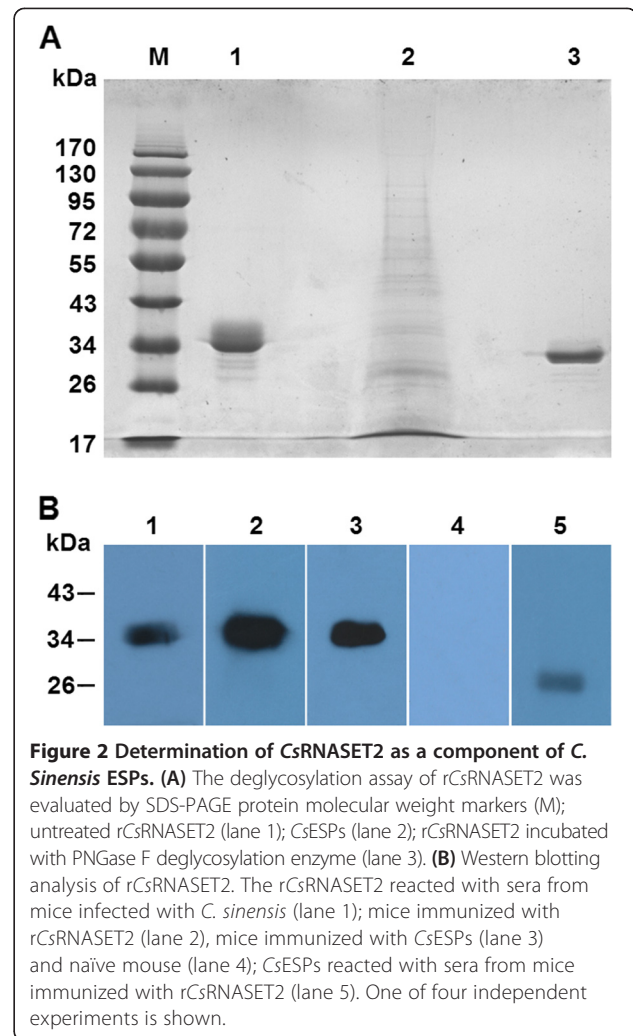 A
M 1 2 3
kDa
170
130
95
72
55
43
34
26
17
B
1 2 3 4 5
kDa
43–
34–
26–
Figure 2 Determination of CsRNASET2 as a component of C.
Sinensis ESPs. (A) The deglycosylation assay of rCsRNASET2 was
evaluated by SDS-PAGE protein molecular weight markers (M);
untreated rCsRNASET2 (lane 1); CsESPs (lane 2); rCsRNASET2 incubated
with PNGase F deglycosylation enzyme (lane 3). (B) Western blotting
analysis of rCsRNASET2. The rCsRNASET2 reacted with sera from
mice infected with C. sinensis (lane 1); mice immunized with
rCsRNASET2 (lane 2), mice immunized with CsESPs (lane 3)
and naïve mouse (lane 4); CsESPs reacted with sera from mice
immunized with rCsRNASET2 (lane 5). One of four independent
experiments is shown.